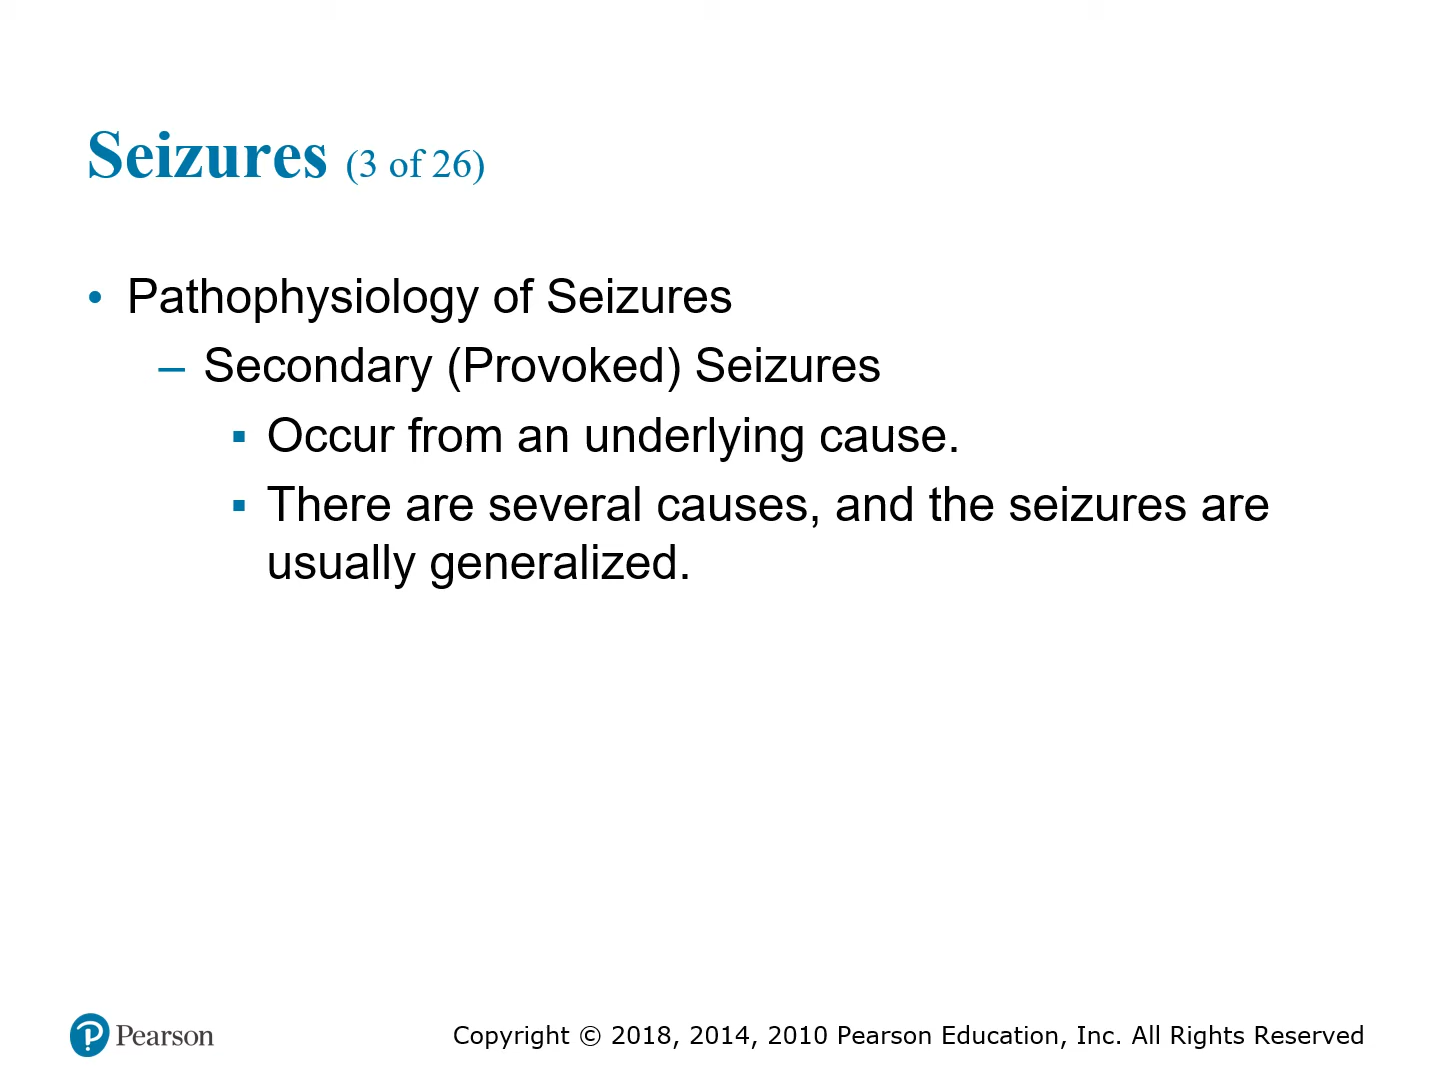 Seizures (3 of 26)
• Pathophysiology of Seizures
– Secondary (Provoked) Seizures
▪ Occur from an underlying cause.
▪ There are several causes, and the seizures are
usually generalized.
Pearson
Copyright © 2018, 2014, 2010 Pearson Education, Inc. All Rights Reserved